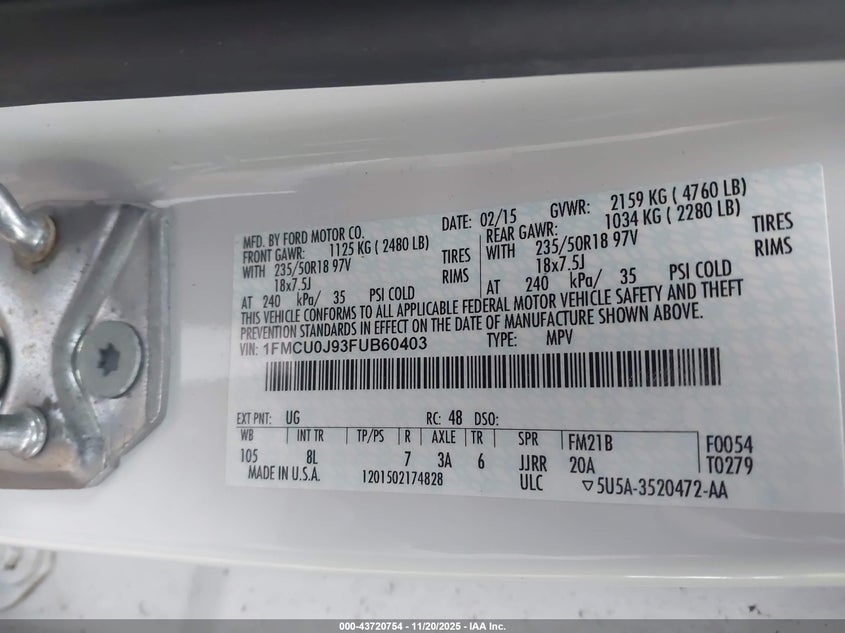 MFD. BY FORD MOTOR CO. DATE: 02/15 GVWR: 2159 KG ( 4760 LB)
FRONT GAWR: 1125 KG ( 2480 LB) REAR GAWR: 1034 KG ( 2280 LB)
WITH 235/50R18 97V TIRES WITH 235/50R18 97V TIRES
18x7.5J RIMS 18x7.5J RIMS
AT 240 kPa/ 35 PSI COLD AT 240 kPa/ 35 PSI COLD
THIS VEHICLE CONFORMS TO ALL APPLICABLE FEDERAL MOTOR VEHICLE SAFETY AND THEFT
PREVENTION STANDARDS IN EFFECT ON THE DATE OF MANUFACTURE SHOWN ABOVE.
VIN: 1FMCU0J93FUB60403 TYPE: MPV
EXT PNT: UG RC: 48 DSO:
WB INT TR TP/PS R AXLE TR SPR FM21B F0054
105 8L 7 3A 6 JJRR 20A T0279
MADE IN U.S.A. 1201502174828 ULC ▽5U5A-3520472-AA
000-43720754 - 11/20/2025 - IAA Inc.